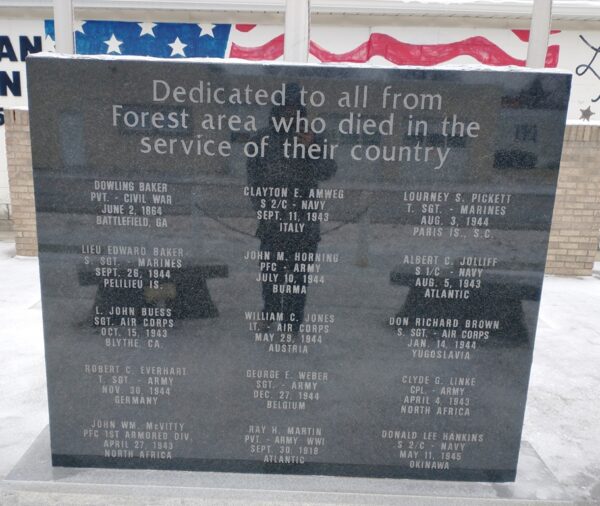 AN
N
Dedicated to all from
Forest area who died in the
service of their country
DOWLING BAKER
PVT. - CIVIL WAR
JUNE 2, 1864
BATTLEFIELD, GA
LIEU EDWARD BAKER
S. SGT. - MARINES
SEPT. 26, 1944
PELILIEU IS.
L. JOHN BUESS
SGT. AIR CORPS
OCT. 15, 1943
BLYTHE, CA.
ROBERT C. EVERHART
T. SGT - ARMY
NOV. 30, 1944
GERMANY
JOHN WM. McVITTY
PFC 1ST ARMORED DIV.
APRIL 27, 1943
NORTH AFRICA
CLAYTON E. AMWEG
S 2/C - NAVY
SEPT. 11, 1943
ITALY
JOHN M. HORNING
PFC - ARMY
JULY 10, 1944
BURMA
WILLIAM C. JONES
LT. - AIR CORPS
MAY 29, 1944
AUSTRIA
GEORGE E. WEBER
SGT. - ARMY
DEC. 27, 1944
BELGIUM
RAY H. MARTIN
PVT. - ARMY WWI
SEPT. 30, 1918
ATLANTIC
LOURNEY S. PICKETT
T. SGT. - MARINES
AUG. 3, 1944
PARIS IS., S.C.
ALBERT C. JOLLIFF
S 1/C - NAVY
AUG. 5, 1943
ATLANTIC
DON RICHARD BROWN
S. SGT. - AIR CORPS
JAN. 14, 1944
YUGOSLAVIA
CLYDE G. LINKE
CPL. - ARMY
APRIL 4, 1943
NORTH AFRICA
DONALD LEE HANKINS
S 2/C - NAVY
MAY 11, 1945
OKINAWA